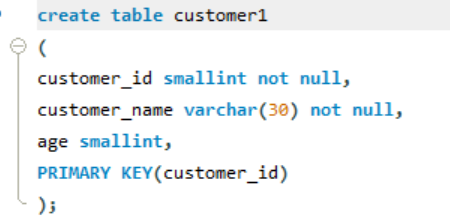 create table customer1
(
customer_id smallint not null,
customer_name varchar(30) not null,
age smallint,
PRIMARY KEY(customer_id)
);